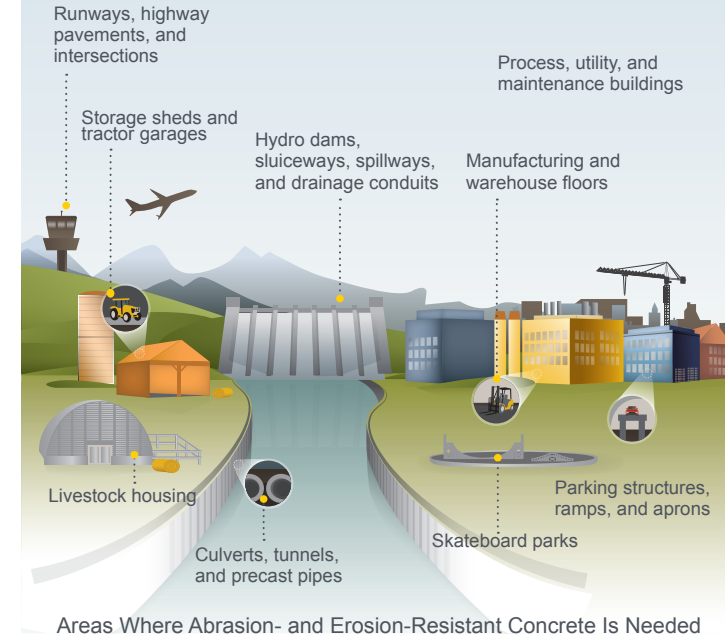 Runways, highway
pavements, and
intersections
Process, utility, and
maintenance buildings
Storage sheds and
tractor garages
Hydro dams,
sluiceways, spillways,
and drainage conduits
Manufacturing and
warehouse floors
Livestock housing
Culverts, tunnels,
and precast pipes
Skateboard parks
Parking structures,
ramps, and aprons
Areas Where Abrasion- and Erosion-Resistant Concrete Is Needed